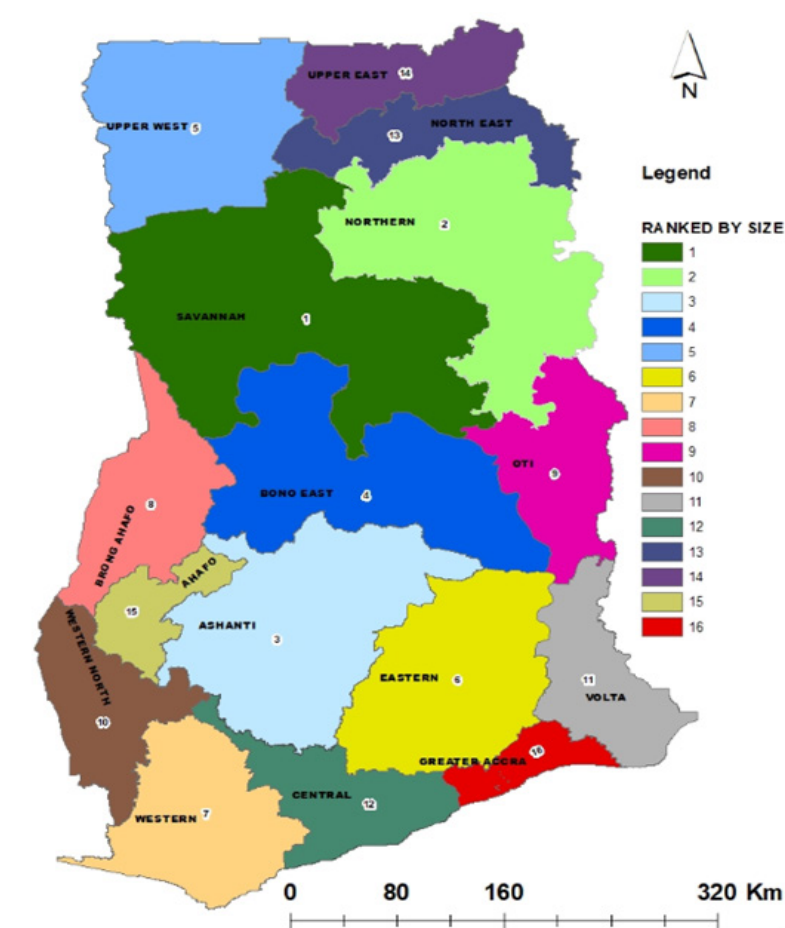 UPPER EAST 14
N
UPPER WEST 5
13 NORTH EAST
Legend
NORTHERN 2
RANKED BY SIZE
1
2
3
4
5
6
7
8
9
10
11
12
13
14
15
16
SAVANNAH 1
OTI 9
BONO EAST 4
8
BRONG AHAFO
AHAFO
15
ASHANTI
3
WESTERN NORTH
10
EASTERN 6
11
VOLTA
GREATER ACCRA 16
CENTRAL 12
WESTERN 7
0 80 160 320 Km